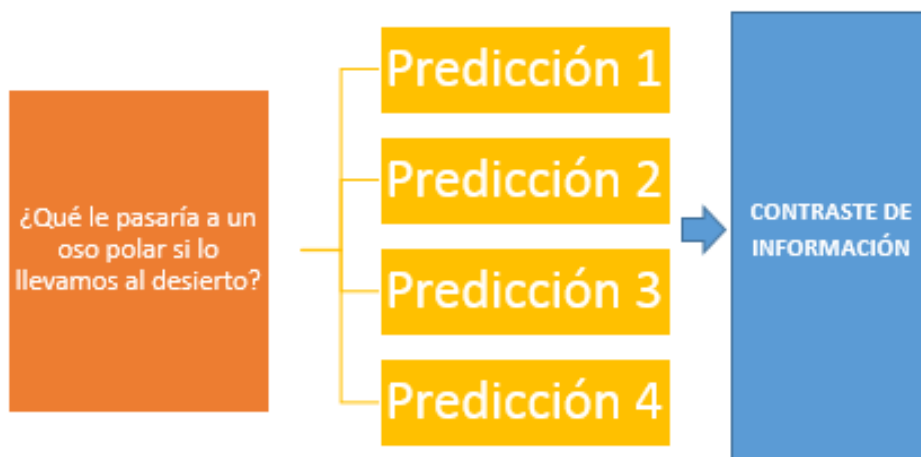 ¿Qué le pasaría a un
oso polar si lo
llevamos al desierto?
Predicción 1
Predicción 2
Predicción 3
Predicción 4
CONTRASTE DE
INFORMACIÓN